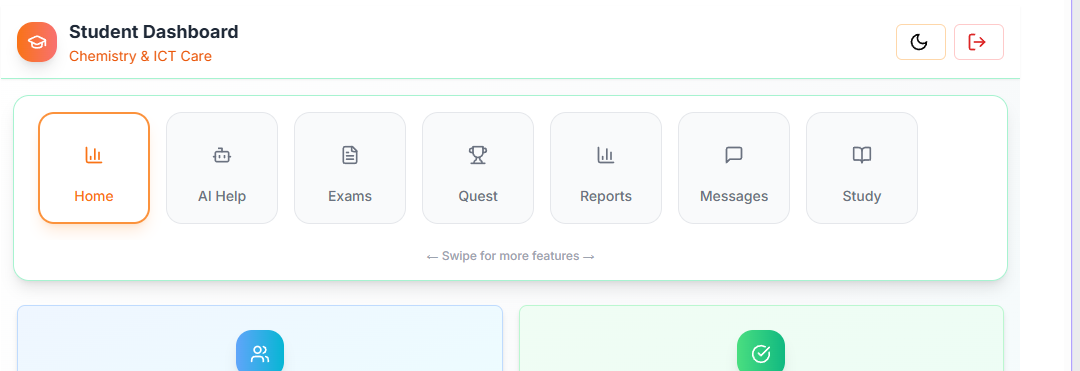 Student Dashboard
Chemistry & ICT Care
Home
AI Help
Exams
Quest
Reports
Messages
Study
← Swipe for more features →